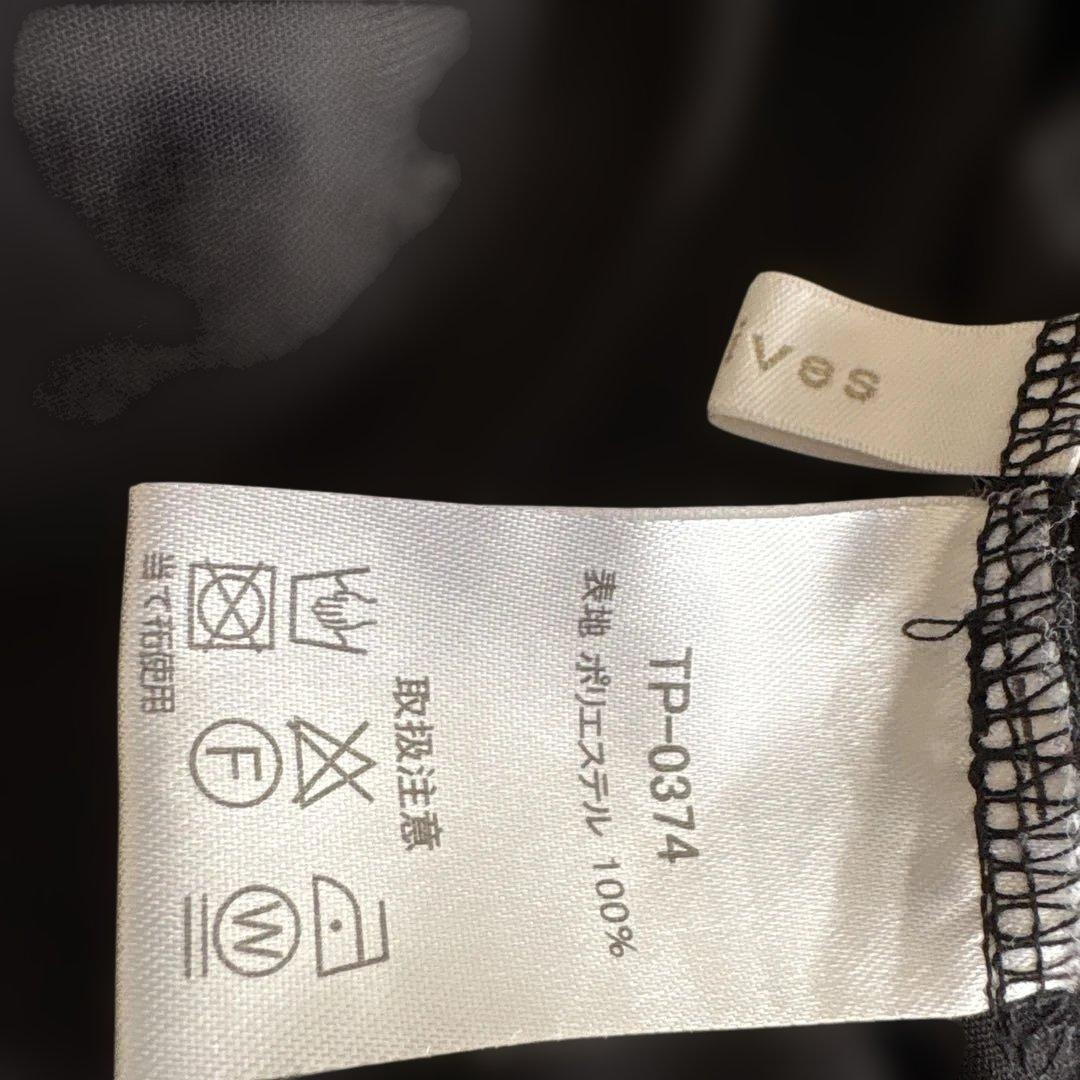 ives
TP-0374
表地 ポリエステル 100%
取扱注意
F
W
当て布使用